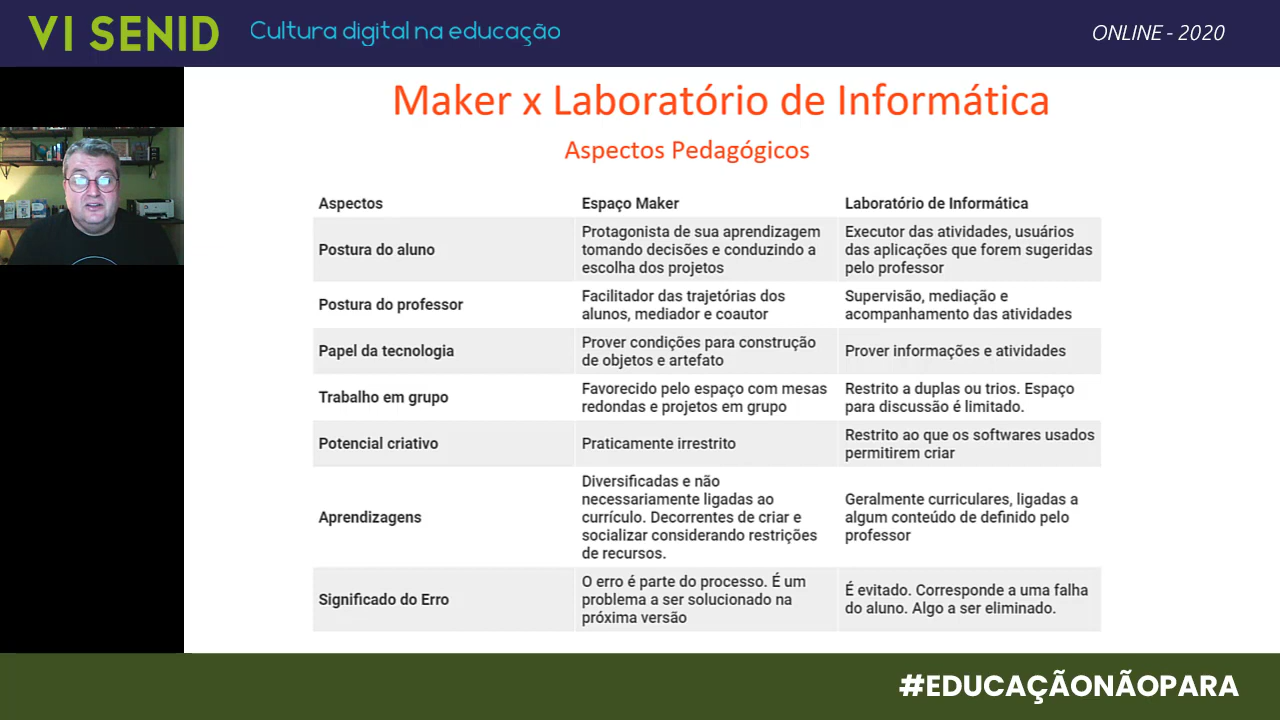 VI SENID
Cultura digital na educação
ONLINE - 2020
Maker x Laboratório de Informática
Aspectos Pedagógicos
Aspectos
Espaço Maker
Laboratório de Informática
Postura do aluno
Protagonista de sua aprendizagem
tomando decisões e conduzindo a
escolha dos projetos
Executor das atividades, usuários
das aplicações que forem sugeridas
pelo professor
Postura do professor
Facilitador das trajetórias dos
alunos, mediador e coautor
Supervisão, mediação e
acompanhamento das atividades
Papel da tecnologia
Prover condições para construção
de objetos e artefato
Prover informações e atividades
Trabalho em grupo
Favorecido pelo espaço com mesas
redondas e projetos em grupo
Restrito a duplas ou trios. Espaço
para discussão é limitado.
Potencial criativo
Praticamente irrestrito
Restrito ao que os softwares usados
permitirem criar
Aprendizagens
Diversificadas e não
necessariamente ligadas ao
currículo. Decorrentes de criar e
socializar considerando restrições
de recursos.
Geralmente curriculares, ligadas a
algum conteúdo de definido pelo
professor
Significado do Erro
O erro é parte do processo. É um
problema a ser solucionado na
próxima versão
É evitado. Corresponde a uma falha
do aluno. Algo a ser eliminado.
#EDUCAÇÃONÃOPARA